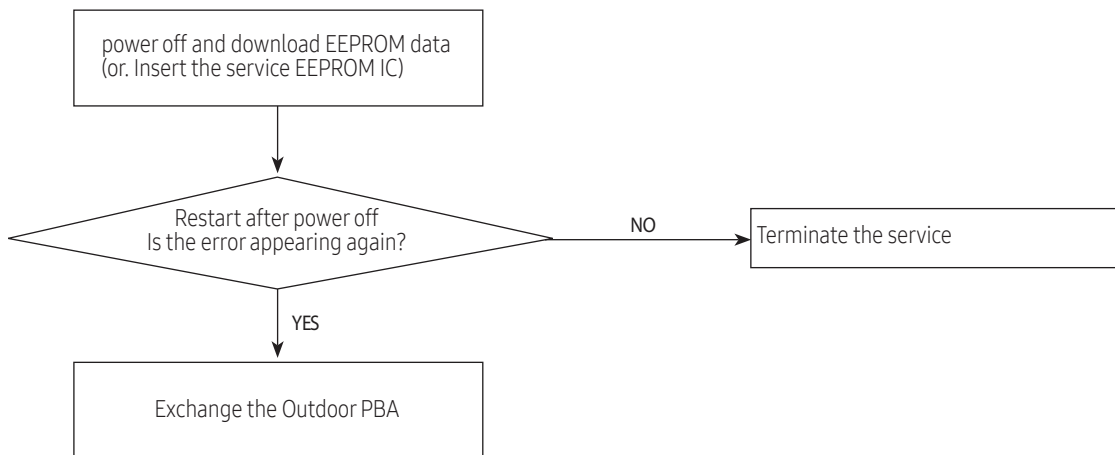 power off and download EEPROM data
(or. Insert the service EEPROM IC)
Restart after power off
Is the error appearing again?
NO
Terminate the service
YES
Exchange the Outdoor PBA